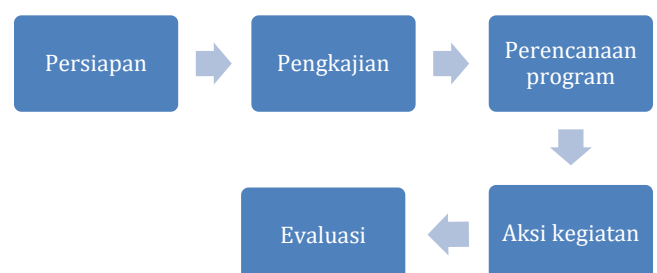 Persiapan
Pengkajian
Perencanaan
program
Aksi kegiatan
Evaluasi